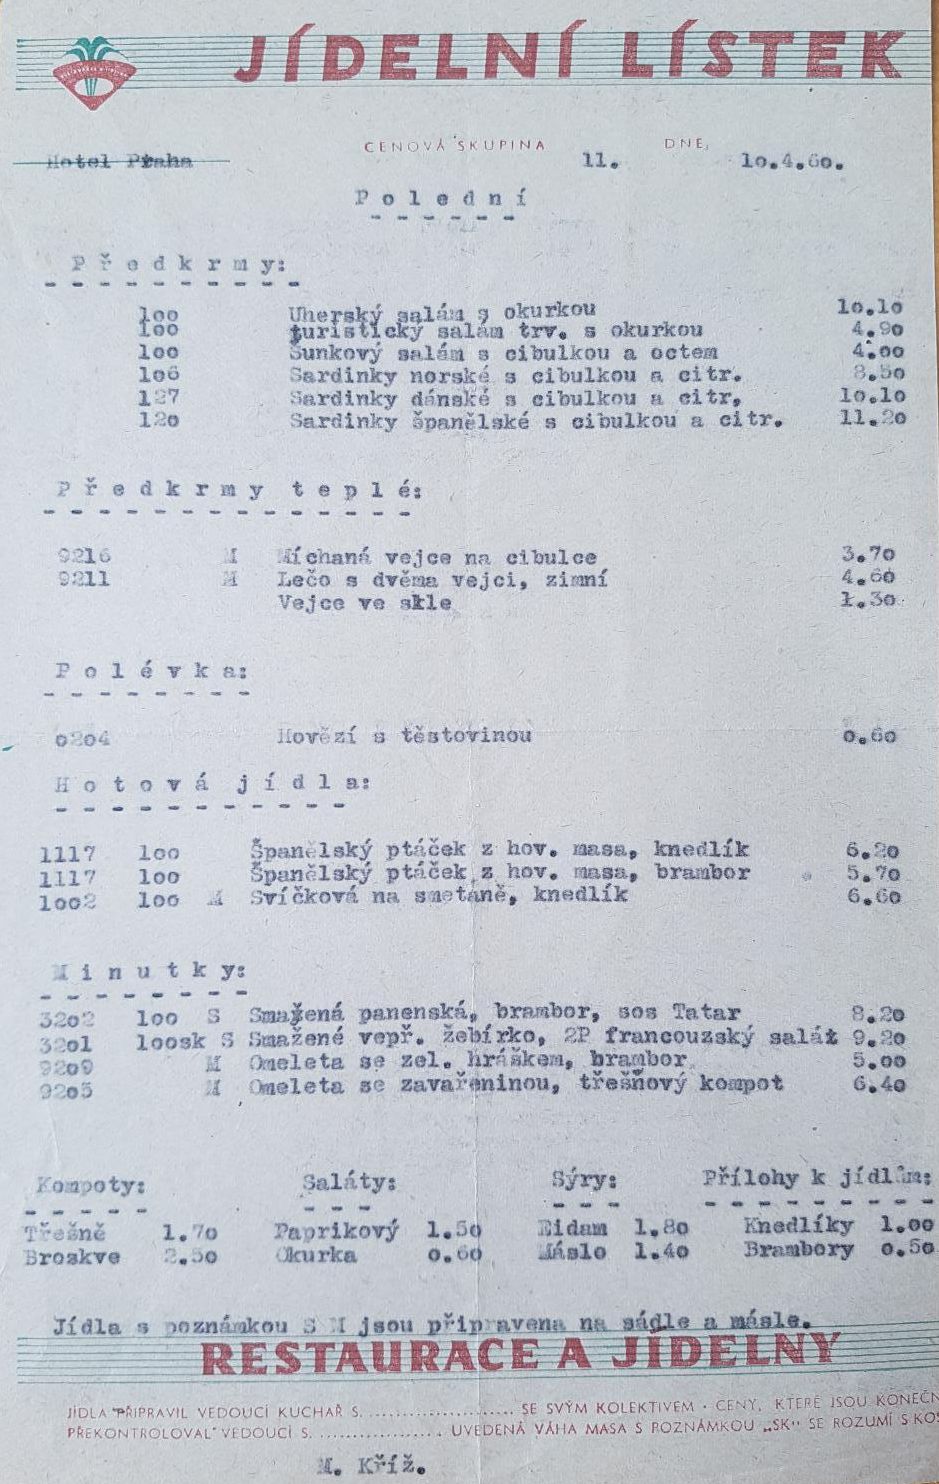 JÍDELNÍ LÍSTEK
CENOVÁ SKUPINA 11. DNE 10.4.60.
Hotel Praha
Polední
Předkrmy:
100 Uherský salám s okurkou 10.10
100 turistický salám trv. s okurkou 4.90
100 Šunkový salám s cibulkou a octem 4.00
106 Sardinky norské s cibulkou a citr. 8.50
127 Sardinky dánské s cibulkou a citr. 10.10
120 Sardinky španělské s cibulkou a citr. 11.20
Předkrmy teplé:
9216 M Míchaná vejce na cibulce 3.70
9211 M Lečo s dvěma vejci, zimní 4.60
Vejce ve skle 1.30
Polévka:
0204 Hovězí s těstovinou 0.60
Hotová jídla:
1117 100 Španělský ptáček z hov. masa, knedlík 6.20
1117 100 Španělský ptáček z hov. masa, brambor 5.70
1002 100 M Svíčková na smetáně, knedlík 6.60
Minutky:
3202 100 S Smažená panenská, brambor, sos Tatar 8.20
3201 100sk S Smažené vepř. žebírko, 2P francouzský salát 9.20
9209 M Omeleta se zel. hráškem, brambor 5.00
9205 M Omeleta se zavařeninou, třešňový kompot 6.40
Kompoty: Saláty: Sýry: Přílohy k jídlům:
Třešně 1.70 Paprikový 1.50 Eidam 1.80 Knedlíky 1.00
Broskve 2.50 Okurka 0.60 Máslo 1.40 Brambory 0.50
Jídla s poznámkou S M jsou připravena na sádle a másle.
RESTAURACE A JÍDELNY
JÍDLA PŘIPRAVIL VEDOUCÍ KUCHAŘ S. SE SVÝM KOLEKTIVEM · CENY, KTERÉ JSOU
PŘEKONTROLOVAL VEDOUCÍ S. UVEDENÁ VÁHA MASA S POZNÁMKOU „SK" SE ROZUMÍ S
M. Kříž.